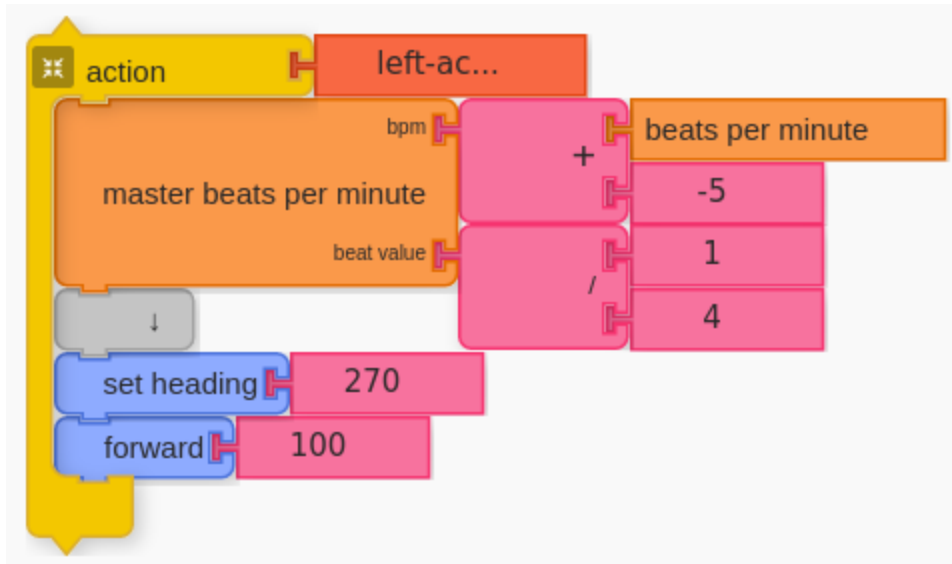 action left-ac...
bpm
beats per minute
+
master beats per minute
-5
beat value
1
/
4
↓
set heading 270
forward 100